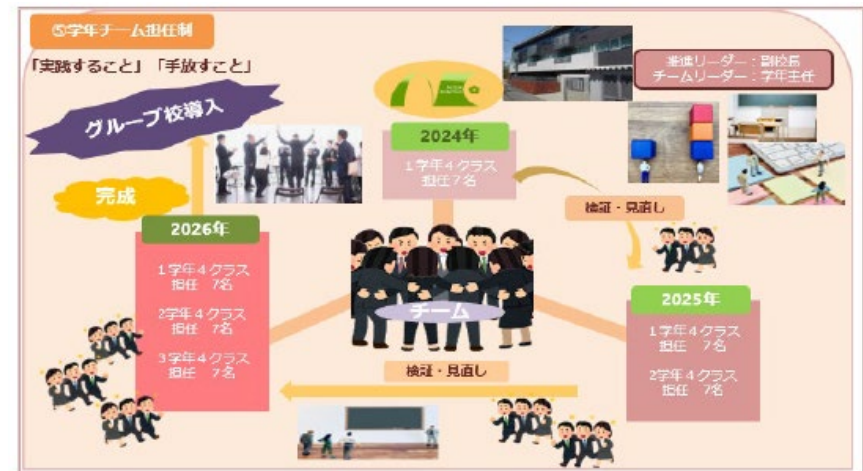 ⑤学年チーム担任制
「実践すること」「手放すこと」
推進リーダー：副校長
チームリーダー：学年主任
グループ校導入
完成
2024年
1学年4クラス
担任7名
検証・見直し
2025年
1学年4クラス
担任 7名
2学年4クラス
担任 7名
チーム
検証・見直し
2026年
1学年4クラス
担任 7名
2学年4クラス
担任 7名
3学年4クラス
担任 7名